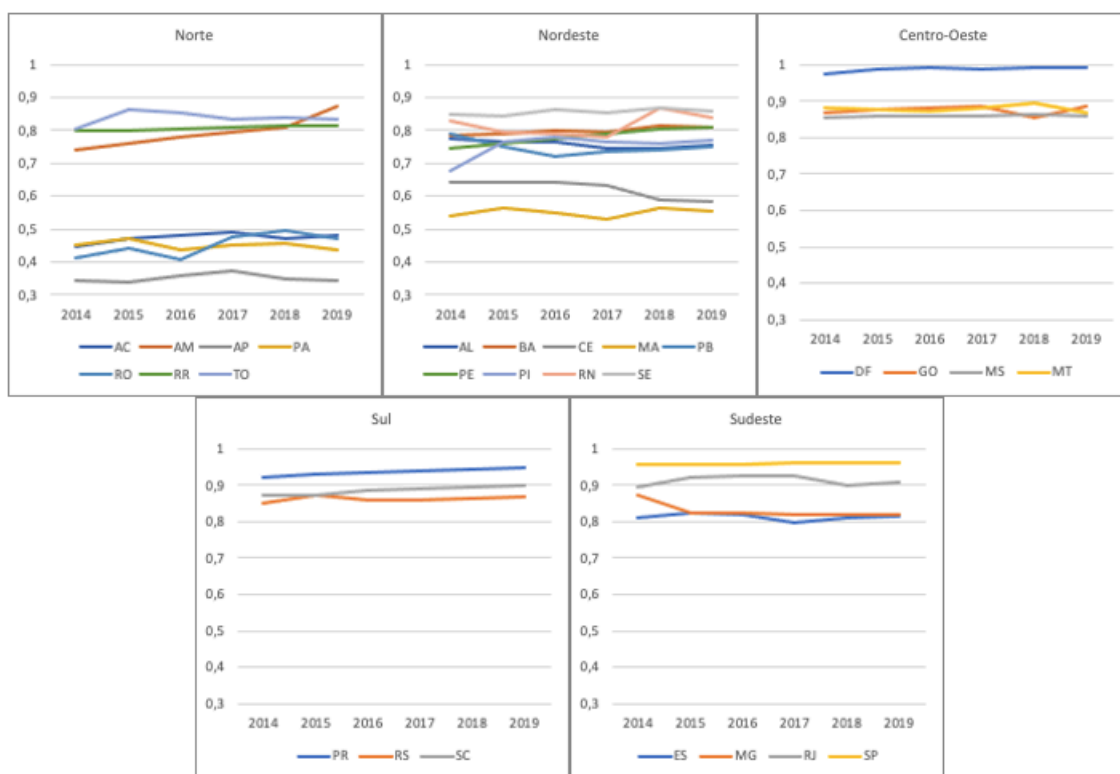 Norte
1
0,9
0,8
0,7
0,6
0,5
0,4
0,3
2014 2015 2016 2017 2018 2019
AC AM AP PA
RO RR TO
Nordeste
1
0,9
0,8
0,7
0,6
0,5
0,4
0,3
2014 2015 2016 2017 2018 2019
AL BA CE MA PB
PE PI RN SE
Centro-Oeste
1
0,9
0,8
0,7
0,6
0,5
0,4
0,3
2014 2015 2016 2017 2018 2019
DF GO MS MT
Sul
1
0,9
0,8
0,7
0,6
0,5
0,4
0,3
2014 2015 2016 2017 2018 2019
PR RS SC
Sudeste
1
0,9
0,8
0,7
0,6
0,5
0,4
0,3
2014 2015 2016 2017 2018 2019
ES MG RJ SP